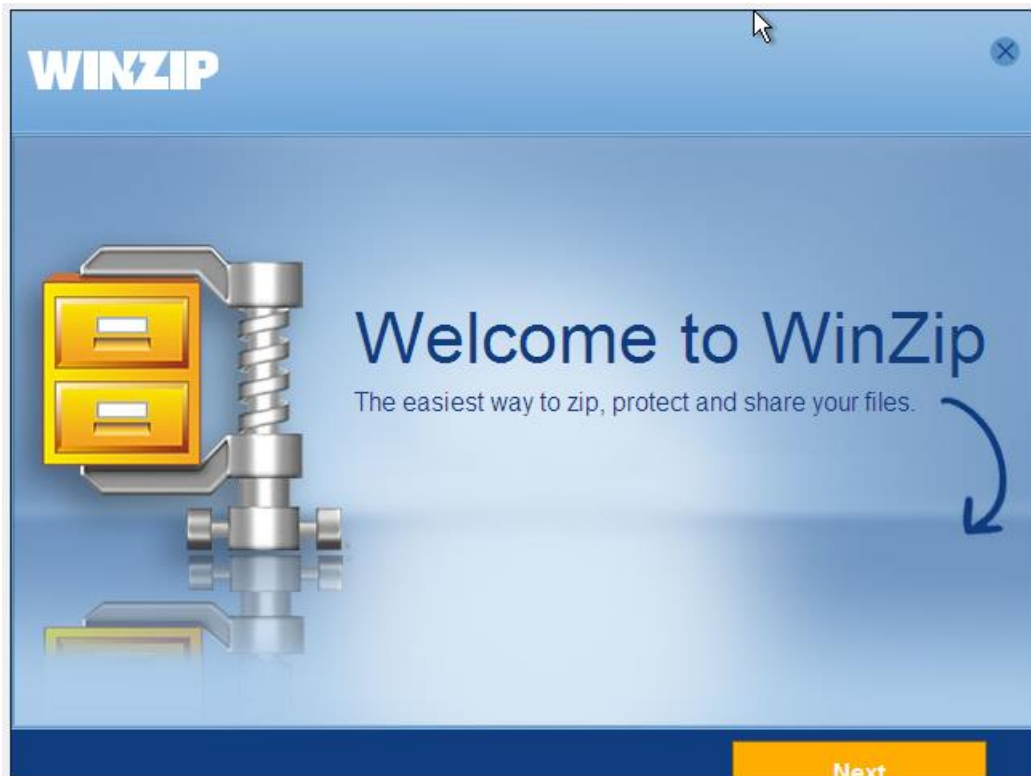 WINZIP
Welcome to WinZip
The easiest way to zip, protect and share your files.
Next